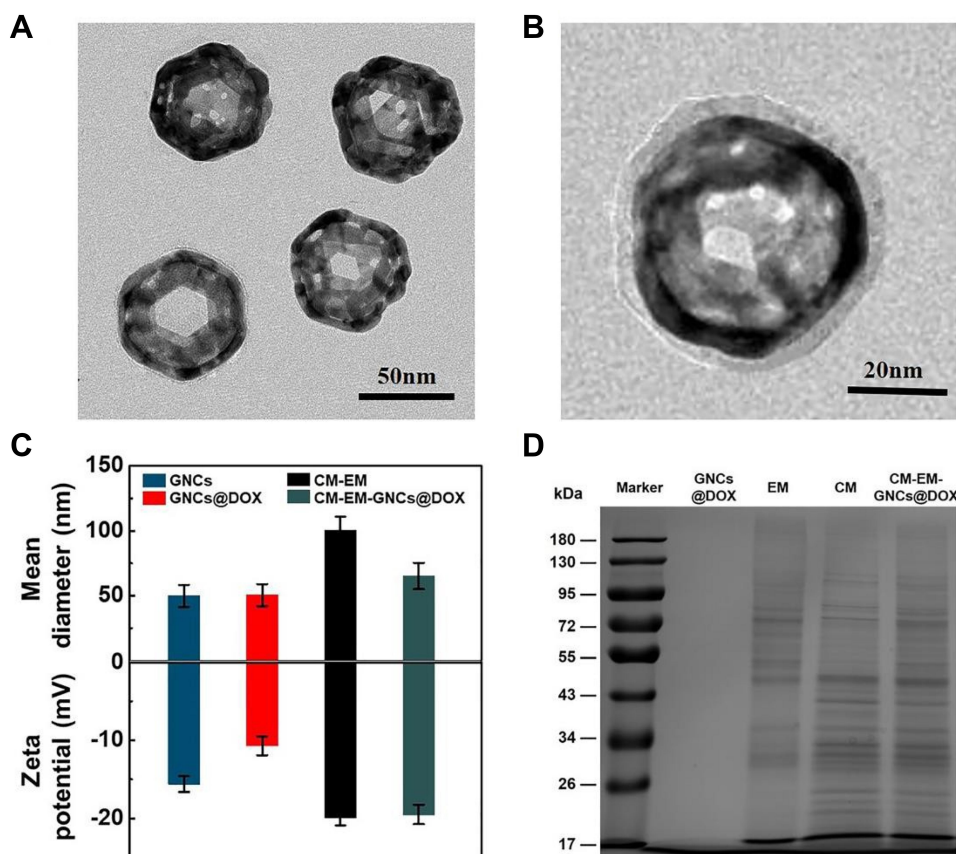 A
B
50nm
20nm
C
D
150
100
50
0
-10
-20
Mean
diameter (nm)
Zeta
potential (mV)
GNCs
CM-EM
GNCs@DOX
CM-EM-GNCs@DOX
kDa
Marker
GNCs
@DOX
EM
CM
CM-EM-
GNCs@DOX
180
130
95
72
55
43
34
26
17